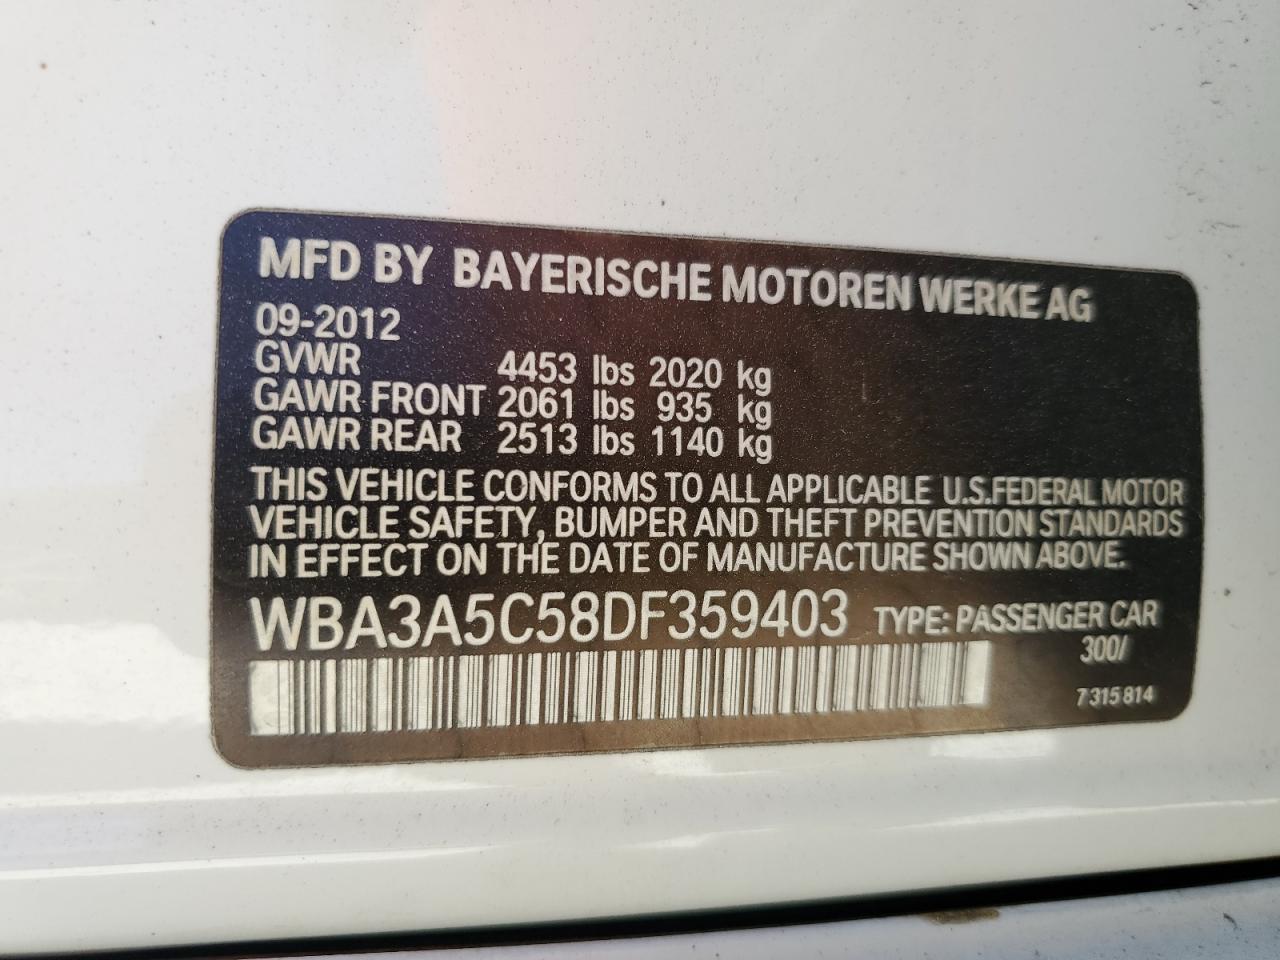 MFD BY BAYERISCHE MOTOREN WERKE AG
09-2012
GVWR 4453 lbs 2020 kg
GAWR FRONT 2061 lbs 935 kg
GAWR REAR 2513 lbs 1140 kg
THIS VEHICLE CONFORMS TO ALL APPLICABLE U.S.FEDERAL MOTOR
VEHICLE SAFETY, BUMPER AND THEFT PREVENTION STANDARDS
IN EFFECT ON THE DATE OF MANUFACTURE SHOWN ABOVE.
WBA3A5C58DF359403 TYPE: PASSENGER CAR
300/
7 315 814